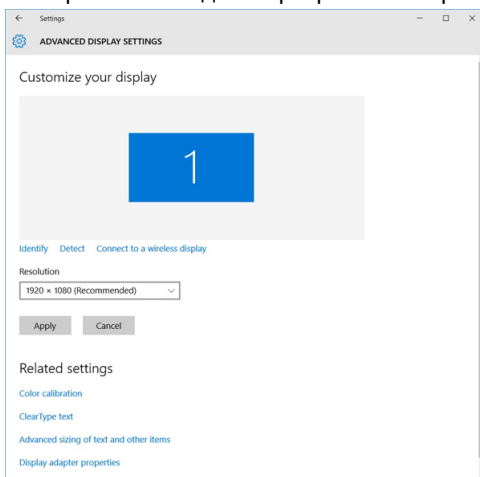 Settings
ADVANCED DISPLAY SETTINGS
Customize your display
1
Identify Detect Connect to a wireless display
Resolution
1920 × 1080 (Recommended)
Apply Cancel
Related settings
Color calibration
ClearType text
Advanced sizing of text and other items
Display adapter properties